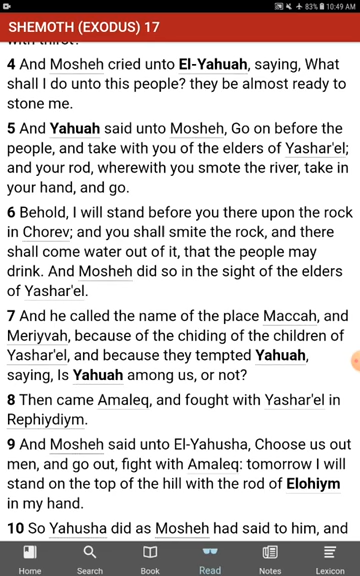 83% 10:49 AM
SHEMOTH (EXODUS) 17
with thirst?
4 And Mosheh cried unto El-Yahuah, saying, What
shall I do unto this people? they be almost ready to
stone me.
5 And Yahuah said unto Mosheh, Go on before the
people, and take with you of the elders of Yashar'el;
and your rod, wherewith you smote the river, take in
your hand, and go.
6 Behold, I will stand before you there upon the rock
in Chorev; and you shall smite the rock, and there
shall come water out of it, that the people may
drink. And Mosheh did so in the sight of the elders
of Yashar'el.
7 And he called the name of the place Maccah, and
Meriyvah, because of the chiding of the children of
Yashar'el, and because they tempted Yahuah,
saying, Is Yahuah among us, or not?
8 Then came Amaleq, and fought with Yashar'el in
Rephiydiym.
9 And Mosheh said unto El-Yahusha, Choose us out
men, and go out, fight with Amaleq: tomorrow I will
stand on the top of the hill with the rod of Elohiym
in my hand.
10 So Yahusha did as Mosheh had said to him, and
Home Search Book Read Notes Lexicon